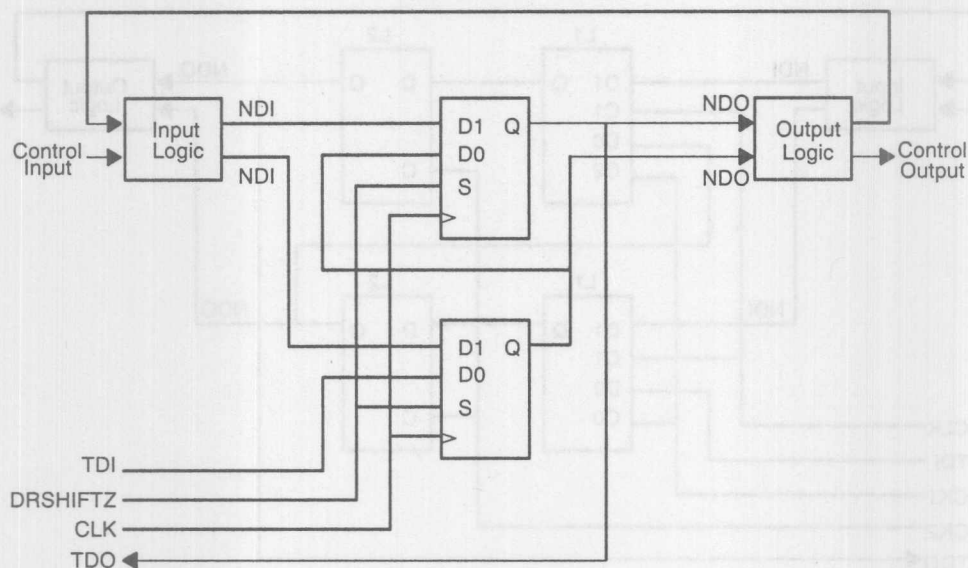 NDI
NDO
Input
Logic
Control
Input
NDI
D1
Q
D0
S
Output
Logic
Control
Output
NDO
D1
Q
D0
S
TDI
DRSHIFTZ
CLK
TDO